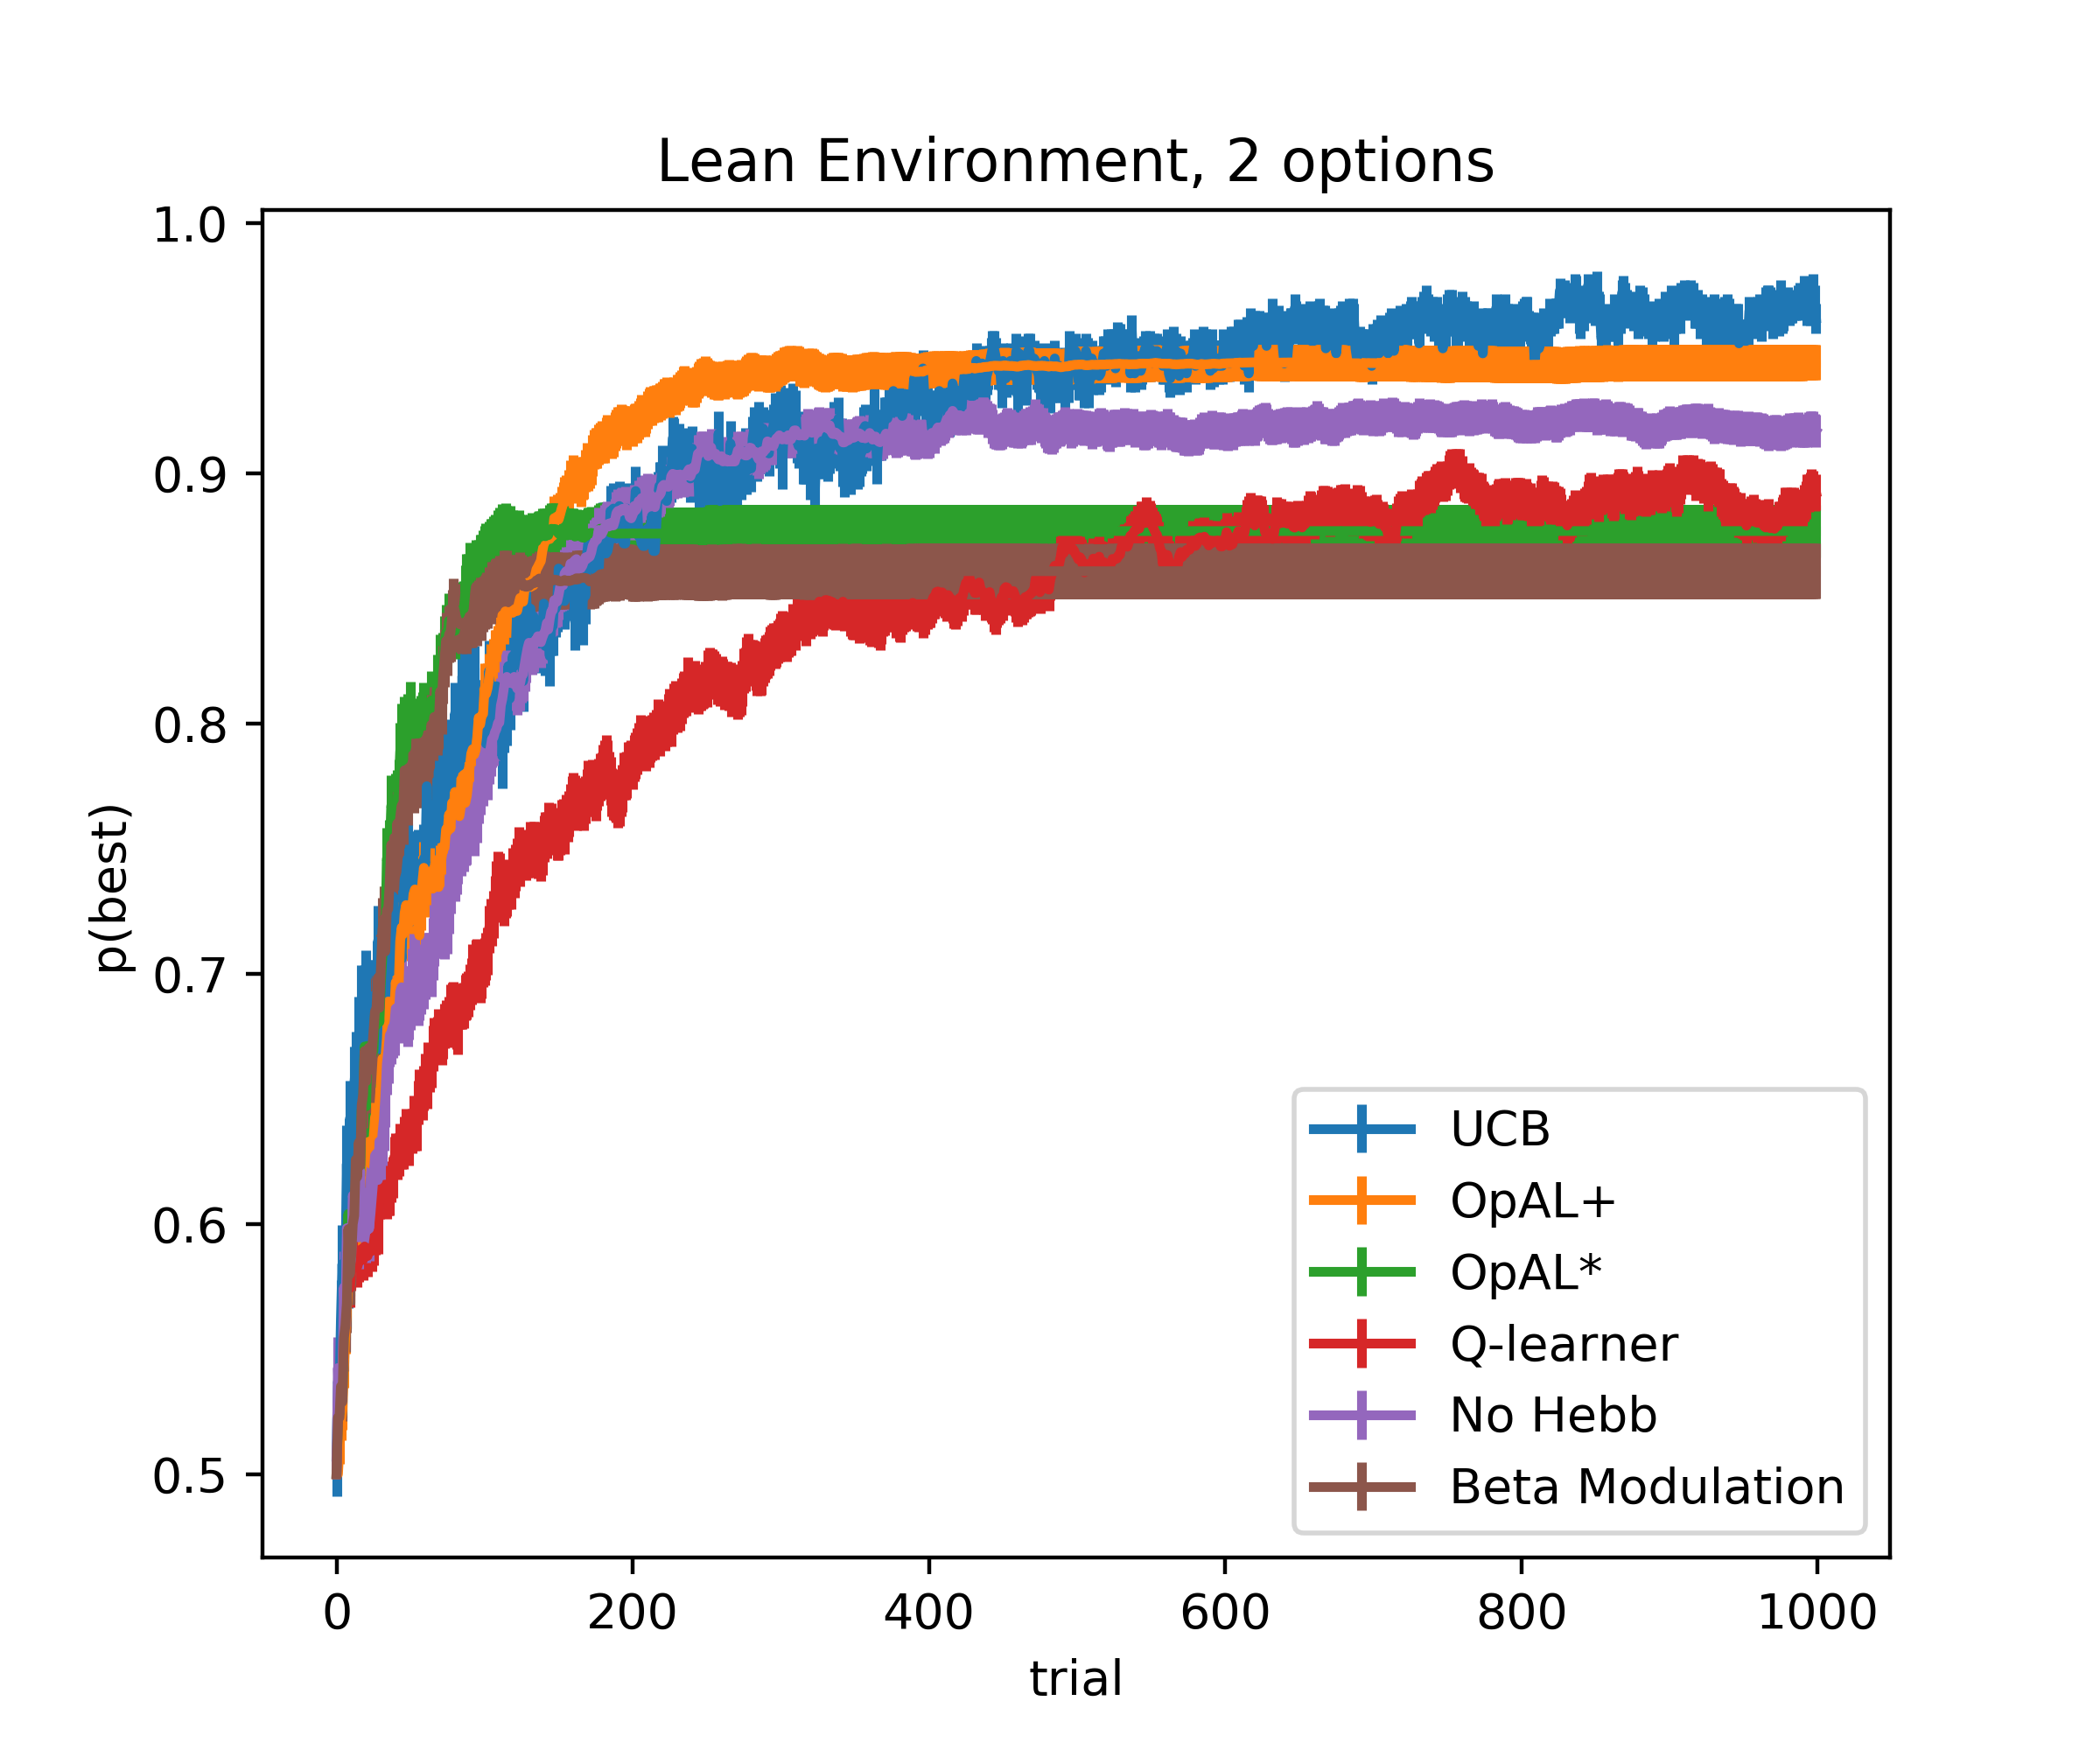 Lean Environment, 2 options
1.0
0.9
0.8
0.7
0.6
0.5
p(best)
0 200 400 600 800 1000
trial
UCB
OpAL+
OpAL*
Q-learner
No Hebb
Beta Modulation